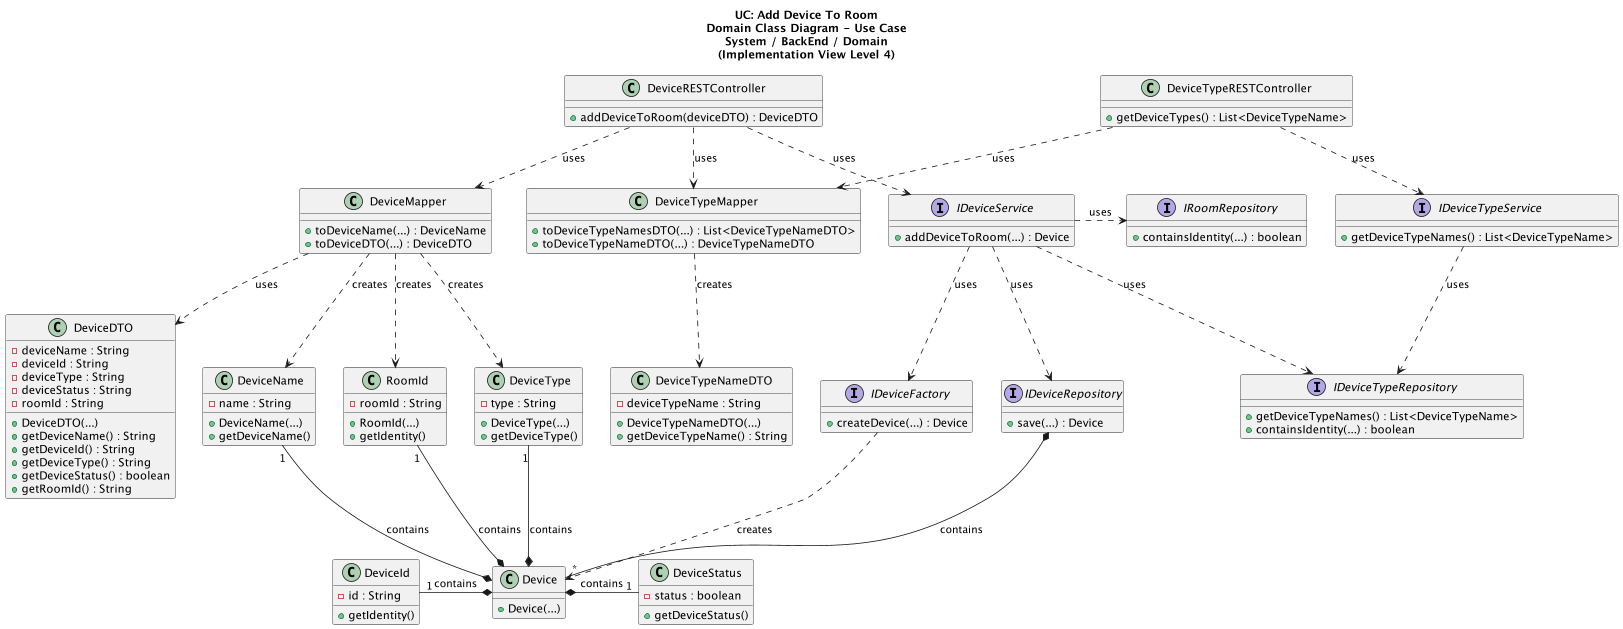 UC: Add Device To Room
Domain Class Diagram - Use Case
System / BackEnd / Domain
(Implementation View Level 4)
C DeviceRESTController
addDeviceToRoom(deviceDTO) : DeviceDTO
C DeviceTypeRESTController
getDeviceTypes() : List<DeviceTypeName>
uses
uses
uses
uses
uses
C DeviceMapper
toDeviceName(...) : DeviceName
toDeviceDTO(...) : DeviceDTO
C DeviceTypeMapper
toDeviceTypeNamesDTO(...) : List<DeviceTypeNameDTO>
toDeviceTypeNameDTO(...) : DeviceTypeNameDTO
I IDeviceService
addDeviceToRoom(...) : Device
uses
I IRoomRepository
containsIdentity(...) : boolean
I IDeviceTypeService
getDeviceTypeNames() : List<DeviceTypeName>
uses
creates
creates
creates
creates
uses
uses
uses
uses
C DeviceDTO
deviceName : String
deviceId : String
deviceType : String
deviceStatus : String
roomId : String
DeviceDTO(...)
getDeviceName() : String
getDeviceId() : String
getDeviceType() : String
getDeviceStatus() : boolean
getRoomId() : String
C DeviceName
name : String
DeviceName(...)
getDeviceName()
C RoomId
roomId : String
RoomId(...)
getIdentity()
C DeviceType
type : String
DeviceType(...)
getDeviceType()
C DeviceTypeNameDTO
deviceTypeName : String
DeviceTypeNameDTO(...)
getDeviceTypeName() : String
I IDeviceFactory
createDevice(...) : Device
I IDeviceRepository
save(...) : Device
I IDeviceTypeRepository
getDeviceTypeNames() : List<DeviceTypeName>
containsIdentity(...) : boolean
1
1
1
contains
contains
contains
creates
contains
C DeviceId
id : String
getIdentity()
1
contains
C Device
Device(...)
*
contains
1
C DeviceStatus
status : boolean
getDeviceStatus()